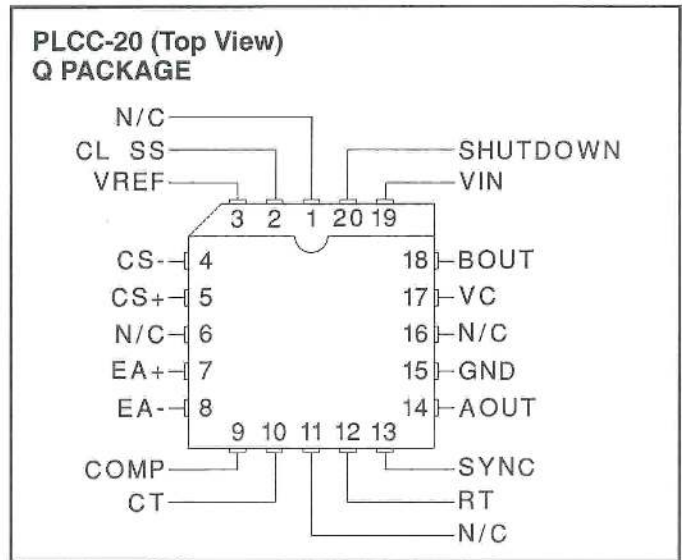 PLCC-20 (Top View)
Q PACKAGE
N/C
CL SS
SHUTDOWN
VREF
VIN
3 2 1 20 19
CS- 4 18 BOUT
CS+ 5 17 VC
N/C 6 16 N/C
EA+ 7 15 GND
EA- 8 14 AOUT
9 10 11 12 13
COMP
SYNC
CT
RT
N/C